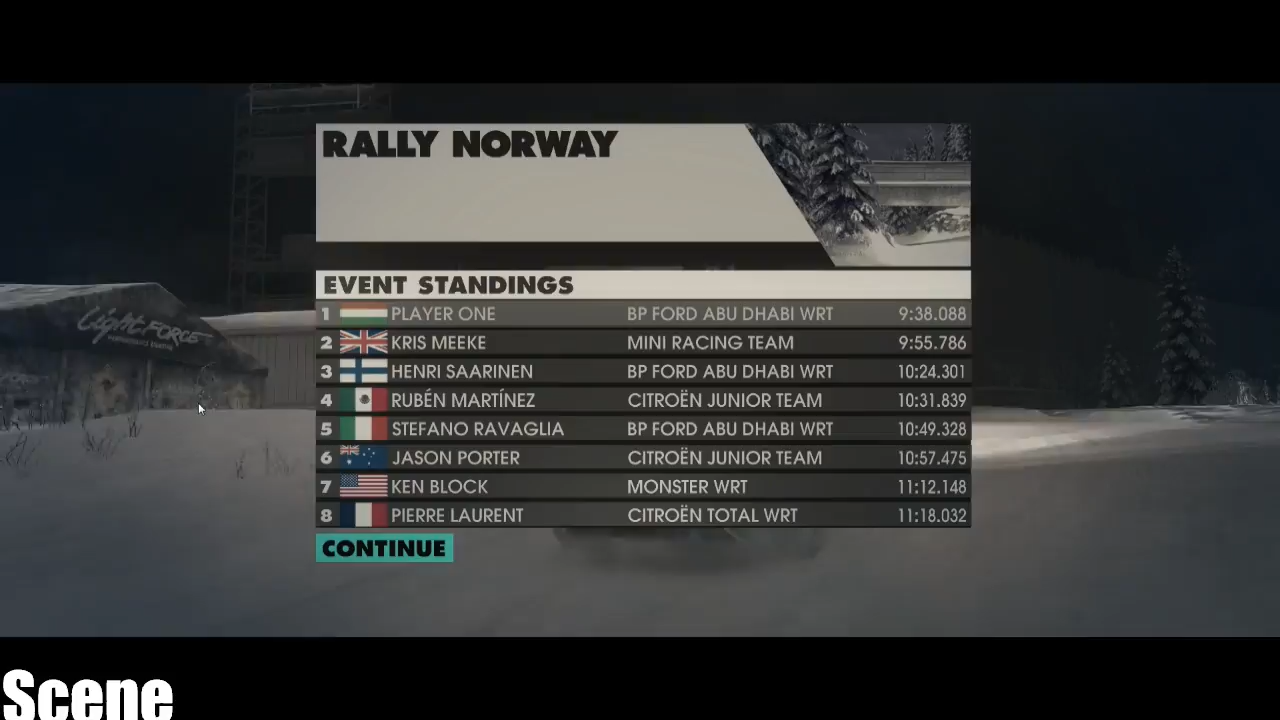 RALLY NORWAY
EVENT STANDINGS
1 PLAYER ONE BP FORD ABU DHABI WRT 9:38.088
2 KRIS MEEKE MINI RACING TEAM 9:55.786
3 HENRI SAARINEN BP FORD ABU DHABI WRT 10:24.301
4 RUBÉN MARTÍNEZ CITROËN JUNIOR TEAM 10:31.839
5 STEFANO RAVAGLIA BP FORD ABU DHABI WRT 10:49.328
6 JASON PORTER CITROËN JUNIOR TEAM 10:57.475
7 KEN BLOCK MONSTER WRT 11:12.148
8 PIERRE LAURENT CITROËN TOTAL WRT 11:18.032
CONTINUE
LightFORCE
Scene